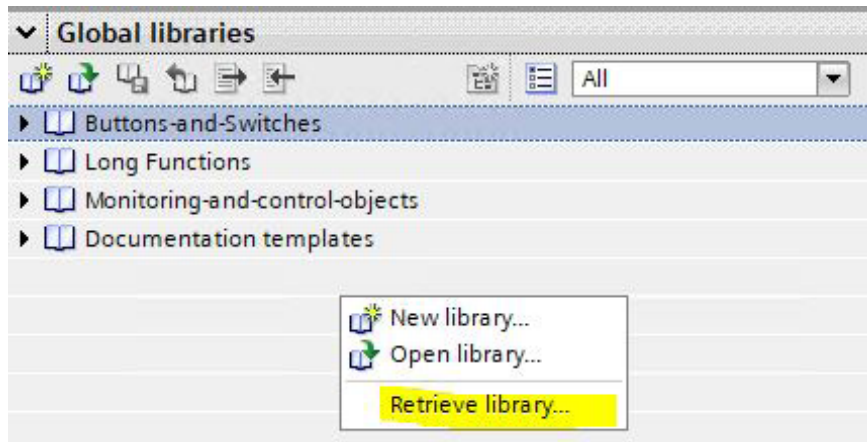 Global libraries
All
Buttons-and-Switches
Long Functions
Monitoring-and-control-objects
Documentation templates
New library...
Open library...
Retrieve library...